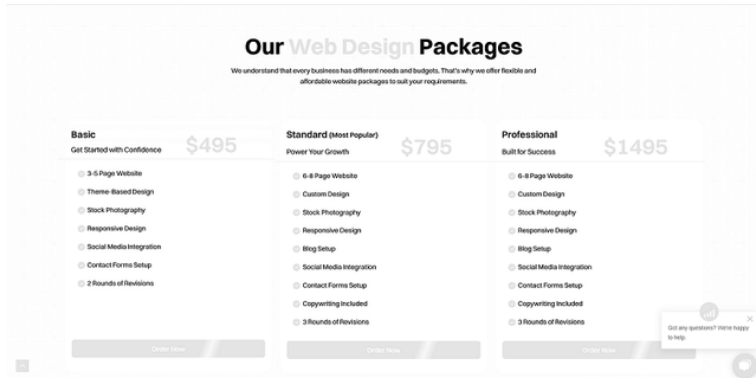 Our Web Design Packages
We understand that every business has different needs and budgets. That's why we offer flexible and
affordable website packages to suit your requirements.
Basic
Get Started with Confidence
$495
3-5 Page Website
Theme-Based Design
Stock Photography
Responsive Design
Social Media Integration
Contact Forms Setup
2 Rounds of Revisions
Order Now
Standard (Most Popular)
Power Your Growth
$795
6-8 Page Website
Custom Design
Stock Photography
Responsive Design
Blog Setup
Social Media Integration
Contact Forms Setup
Copywriting Included
3 Rounds of Revisions
Order Now
Professional
Built for Success
$1495
6-8 Page Website
Custom Design
Stock Photography
Responsive Design
Blog Setup
Social Media Integration
Contact Forms Setup
Copywriting Included
3 Rounds of Revisions
Order Now
Got any questions? We're happy
to help.